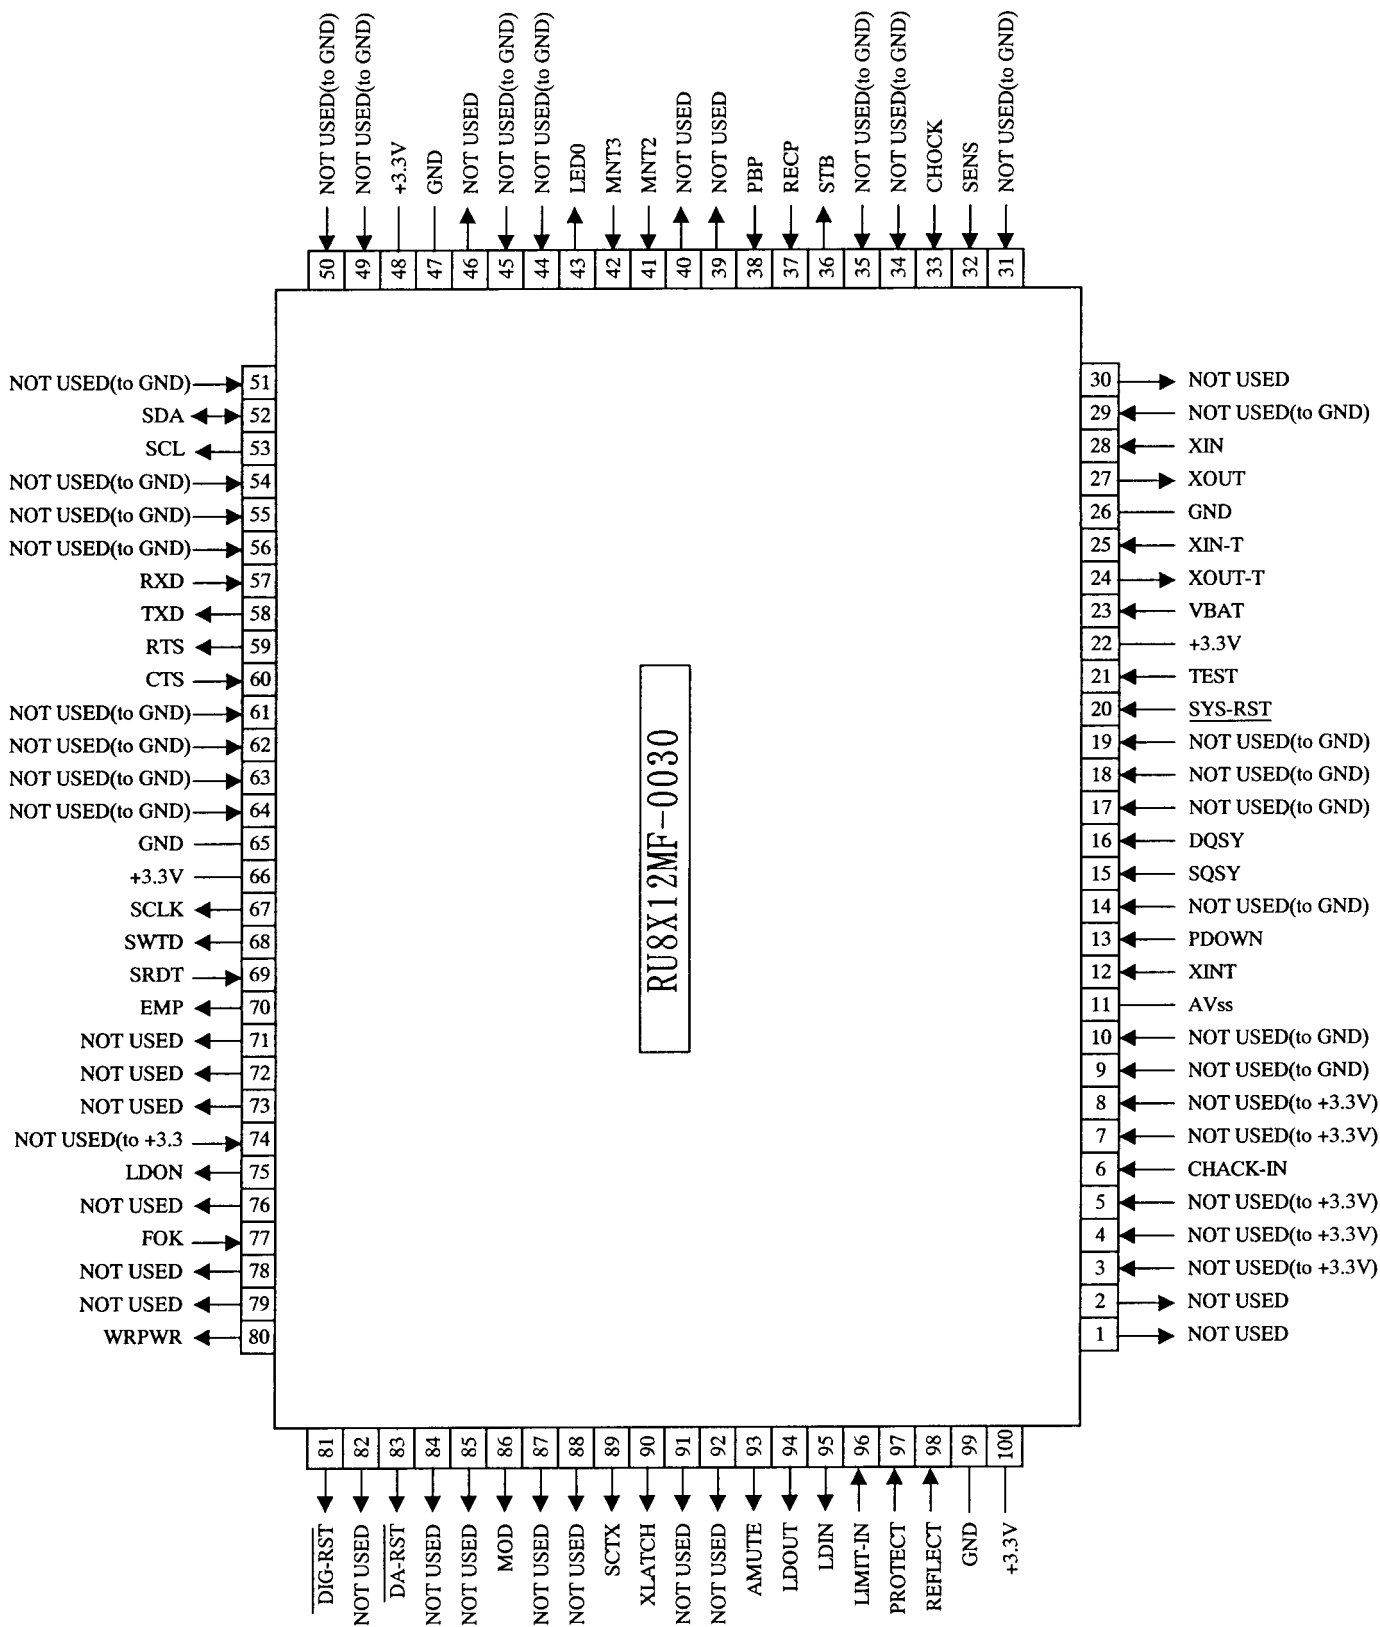 NOT USED(to GND)
NOT USED(to GND)
+3.3V
GND
NOT USED
NOT USED(to GND)
NOT USED(to GND)
LED0
MNT3
MNT2
NOT USED
NOT USED
PBP
RECP
STB
NOT USED(to GND)
NOT USED(to GND)
CHOCK
SENS
NOT USED(to GND)
50 49 48 47 46 45 44 43 42 41 40 39 38 37 36 35 34 33 32 31
NOT USED(to GND) 51
SDA 52
SCL 53
NOT USED(to GND) 54
NOT USED(to GND) 55
NOT USED(to GND) 56
RXD 57
TXD 58
RTS 59
CTS 60
NOT USED(to GND) 61
NOT USED(to GND) 62
NOT USED(to GND) 63
NOT USED(to GND) 64
GND 65
+3.3V 66
SCLK 67
SWTD 68
SRDT 69
EMP 70
NOT USED 71
NOT USED 72
NOT USED 73
NOT USED(to +3.3 74
LDON 75
NOT USED 76
FOK 77
NOT USED 78
NOT USED 79
WRPWR 80
RU8X12MF-0030
30 NOT USED
29 NOT USED(to GND)
28 XIN
27 XOUT
26 GND
25 XIN-T
24 XOUT-T
23 VBAT
22 +3.3V
21 TEST
20 SYS-RST
19 NOT USED(to GND)
18 NOT USED(to GND)
17 NOT USED(to GND)
16 DQSY
15 SQSY
14 NOT USED(to GND)
13 PDOWN
12 XINT
11 AVss
10 NOT USED(to GND)
9 NOT USED(to GND)
8 NOT USED(to +3.3V)
7 NOT USED(to +3.3V)
6 CHACK-IN
5 NOT USED(to +3.3V)
4 NOT USED(to +3.3V)
3 NOT USED(to +3.3V)
2 NOT USED
1 NOT USED
81 82 83 84 85 86 87 88 89 90 91 92 93 94 95 96 97 98 99 100
DIG-RST
NOT USED
DA-RST
NOT USED
NOT USED
MOD
NOT USED
NOT USED
SCTX
XLATCH
NOT USED
NOT USED
AMUTE
LDOUT
LDIN
LIMIT-IN
PROTECT
REFLECT
GND
+3.3V